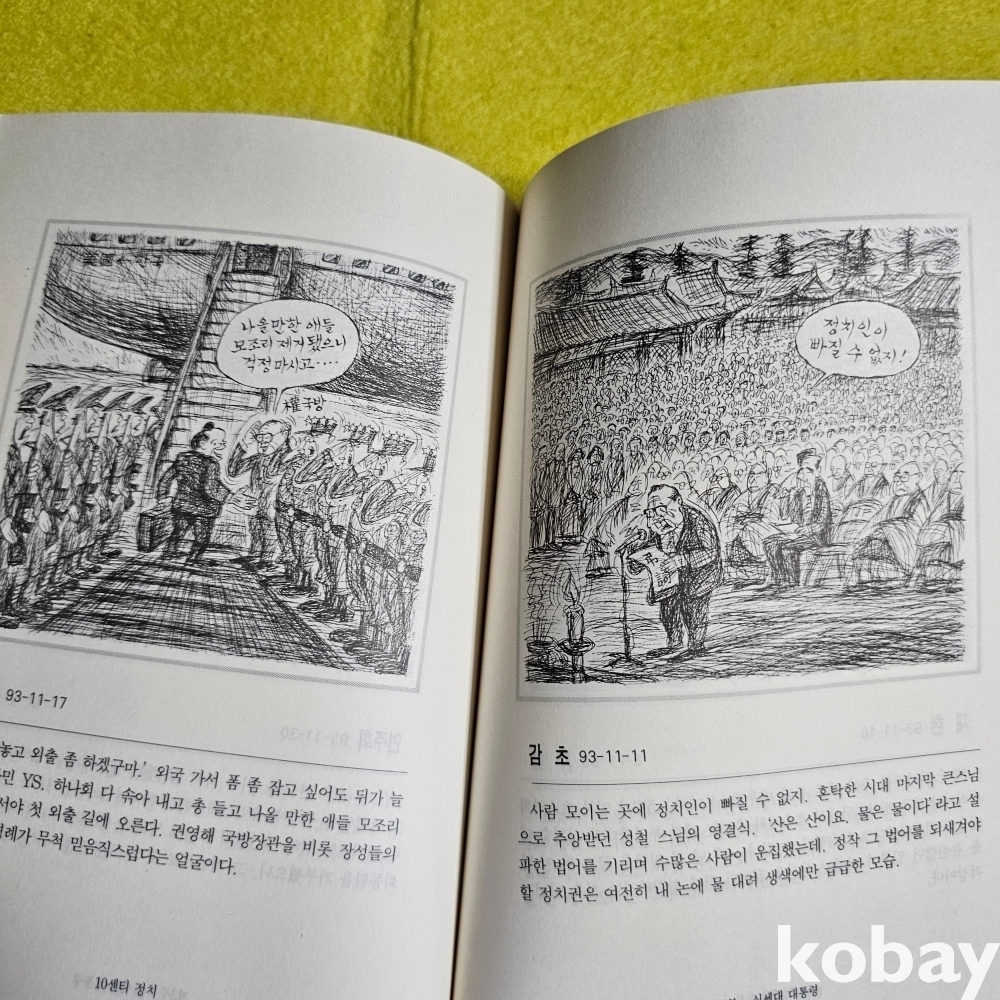 나올만한 애들
모조리 제거됐으니
걱정 마시고…
權국방
93-11-17
놓고 외출 좀 하겠구마.' 외국 가서 폼 좀 잡고 싶어도 뒤가 늘
YS. 하나회 다 솎아 내고 총 들고 나올 만한 애들 모조리
서야 첫 외출 길에 오른다. 권영해 국방장관을 비롯 장성들의
무척 믿음직스럽다는 얼굴이다.
10센티 정치
정치인이
빠질 수 없지!
감 초 93-11-11
사람 모이는 곳에 정치인이 빠질 수 없지. 혼탁한 시대 마지막 큰스님
으로 추앙받던 성철 스님의 영결식. '산은 산이요. 물은 물이다'라고 설
파한 법어를 기리며 수많은 사람이 운집했는데. 정작 그 법어를 되새겨야
할 정치권은 여전히 내 논에 물 대려 생색에만 급급한 모습.
신세대 대통령
kobay